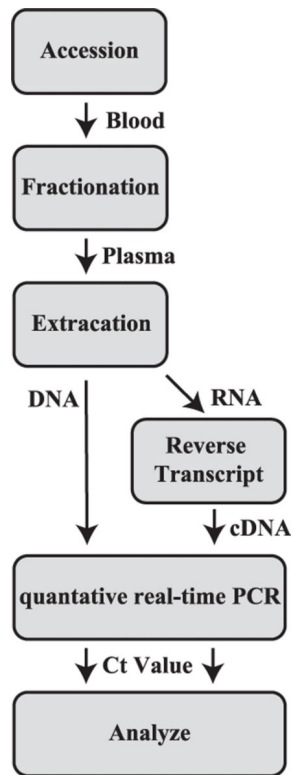 Accession
Blood
Fractionation
Plasma
Extracation
DNA
RNA
Reverse
Transcript
cDNA
quantative real-time PCR
Ct Value
Analyze